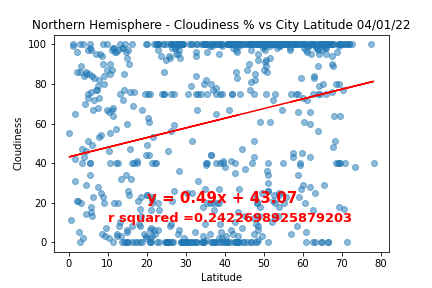 Northern Hemisphere - Cloudiness % vs City Latitude 04/01/22
100
80
60
40
20
0
Cloudiness
y = 0.49x + 43.07
r squared =0.2422698925879203
0 10 20 30 40 50 60 70 80
Latitude